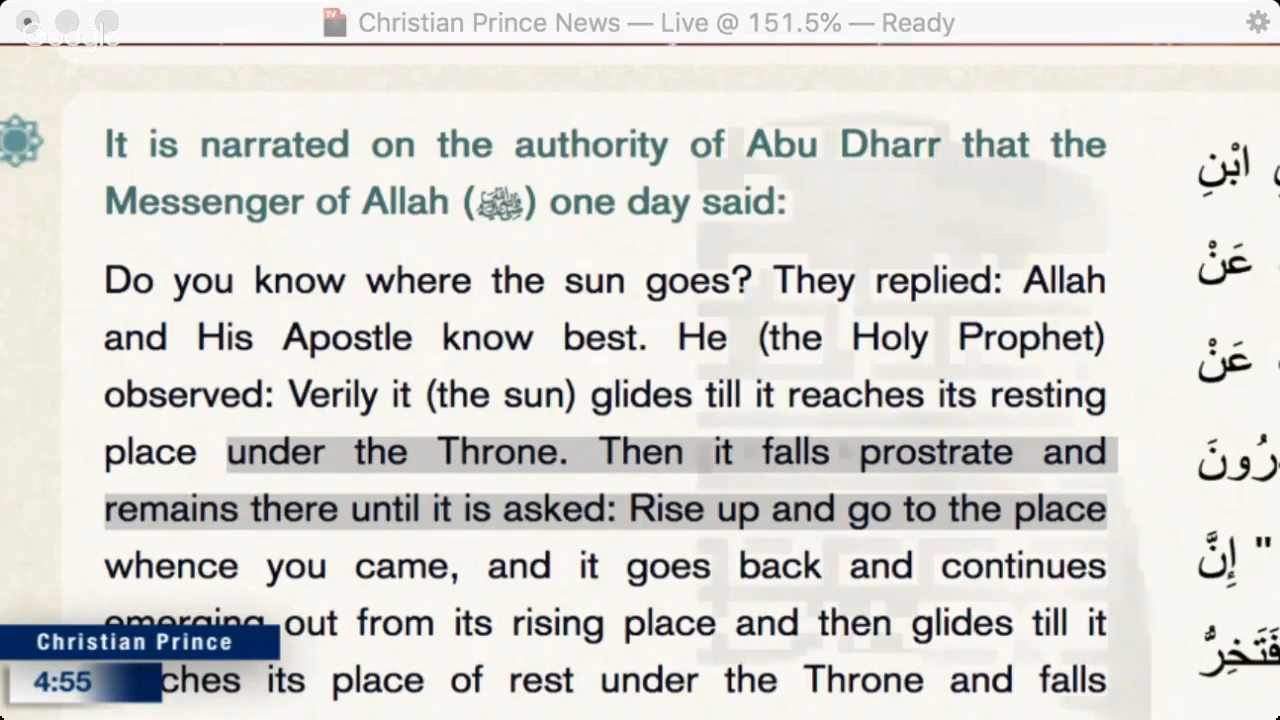 Christian Prince News — Live @ 151.5% — Ready
Google
It is narrated on the authority of Abu Dharr that the
Messenger of Allah (ﷺ) one day said:
Do you know where the sun goes? They replied: Allah
and His Apostle know best. He (the Holy Prophet)
observed: Verily it (the sun) glides till it reaches its resting
place under the Throne. Then it falls prostrate and
remains there until it is asked: Rise up and go to the place
whence you came, and it goes back and continues
emerging out from its rising place and then glides till it
ches its place of rest under the Throne and falls
ابْنِ
عَنْ
عَنْ
" إِنَّ
فَتَخِرُّ
Christian Prince
4:55